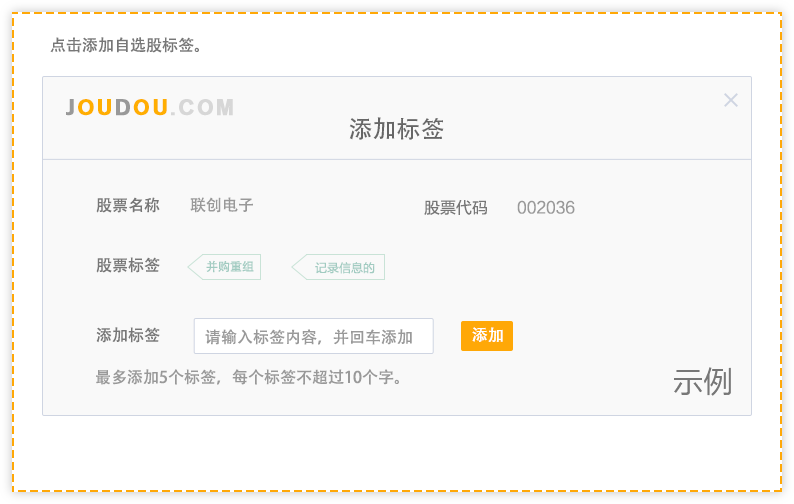 点击添加自选股标签。
JOUDOU.COM
添加标签
股票名称 联创电子 股票代码 002036
股票标签 并购重组 记录信息的
添加标签 请输入标签内容，并回车添加 添加
最多添加5个标签，每个标签不超过10个字。
示例